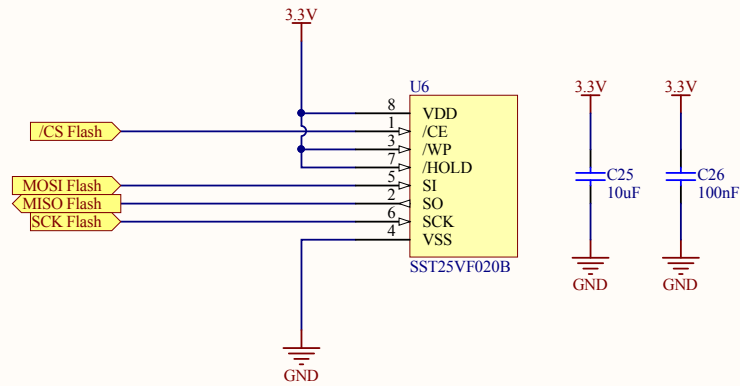 3.3V
U6
8 VDD
/CS Flash 1 /CE
3 /WP
7 /HOLD
MOSI Flash 5 SI
MISO Flash 2 SO
SCK Flash 6 SCK
4 VSS
SST25VF020B
GND
3.3V
C25
10uF
GND
3.3V
C26
100nF
GND